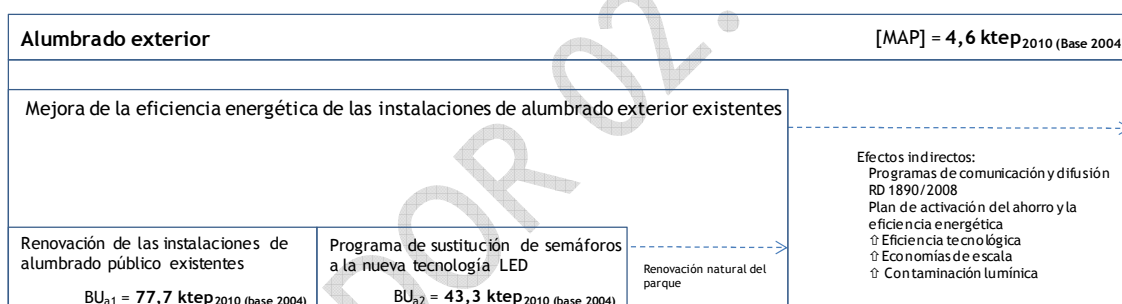 Alumbrado exterior
[MAP] = 4,6 ktep2010 (Base 2004
Mejora de la eficiencia energética de las instalaciones de alumbrado exterior existentes
Efectos indirectos:
Programas de comunicación y difusión
RD 1890/2008
Plan de activación del ahorro y la
eficiencia energética
⇧ Eficiencia tecnológica
⇧ Economías de escala
⇧ Contaminación lumínica
Renovación de las instalaciones de
alumbrado público existentes
BUa1 = 77,7 ktep2010 (base 2004)
Programa de sustitución de semáforos
a la nueva tecnología LED
BUa2 = 43,3 ktep2010 (base 2004)
Renovación natural del
parque
DOR 02.